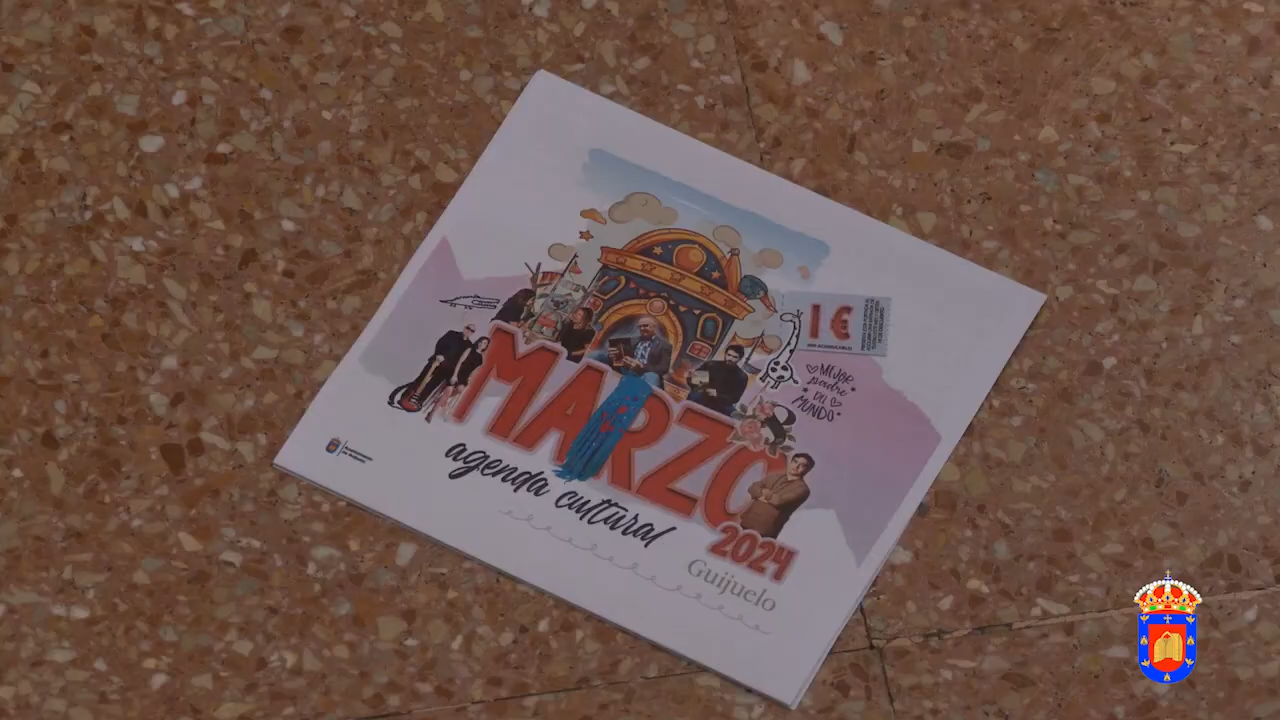 1 €
MEJOR
padre
DEL
MUNDO
MARZO
agenda cultural
2024
Guijuelo